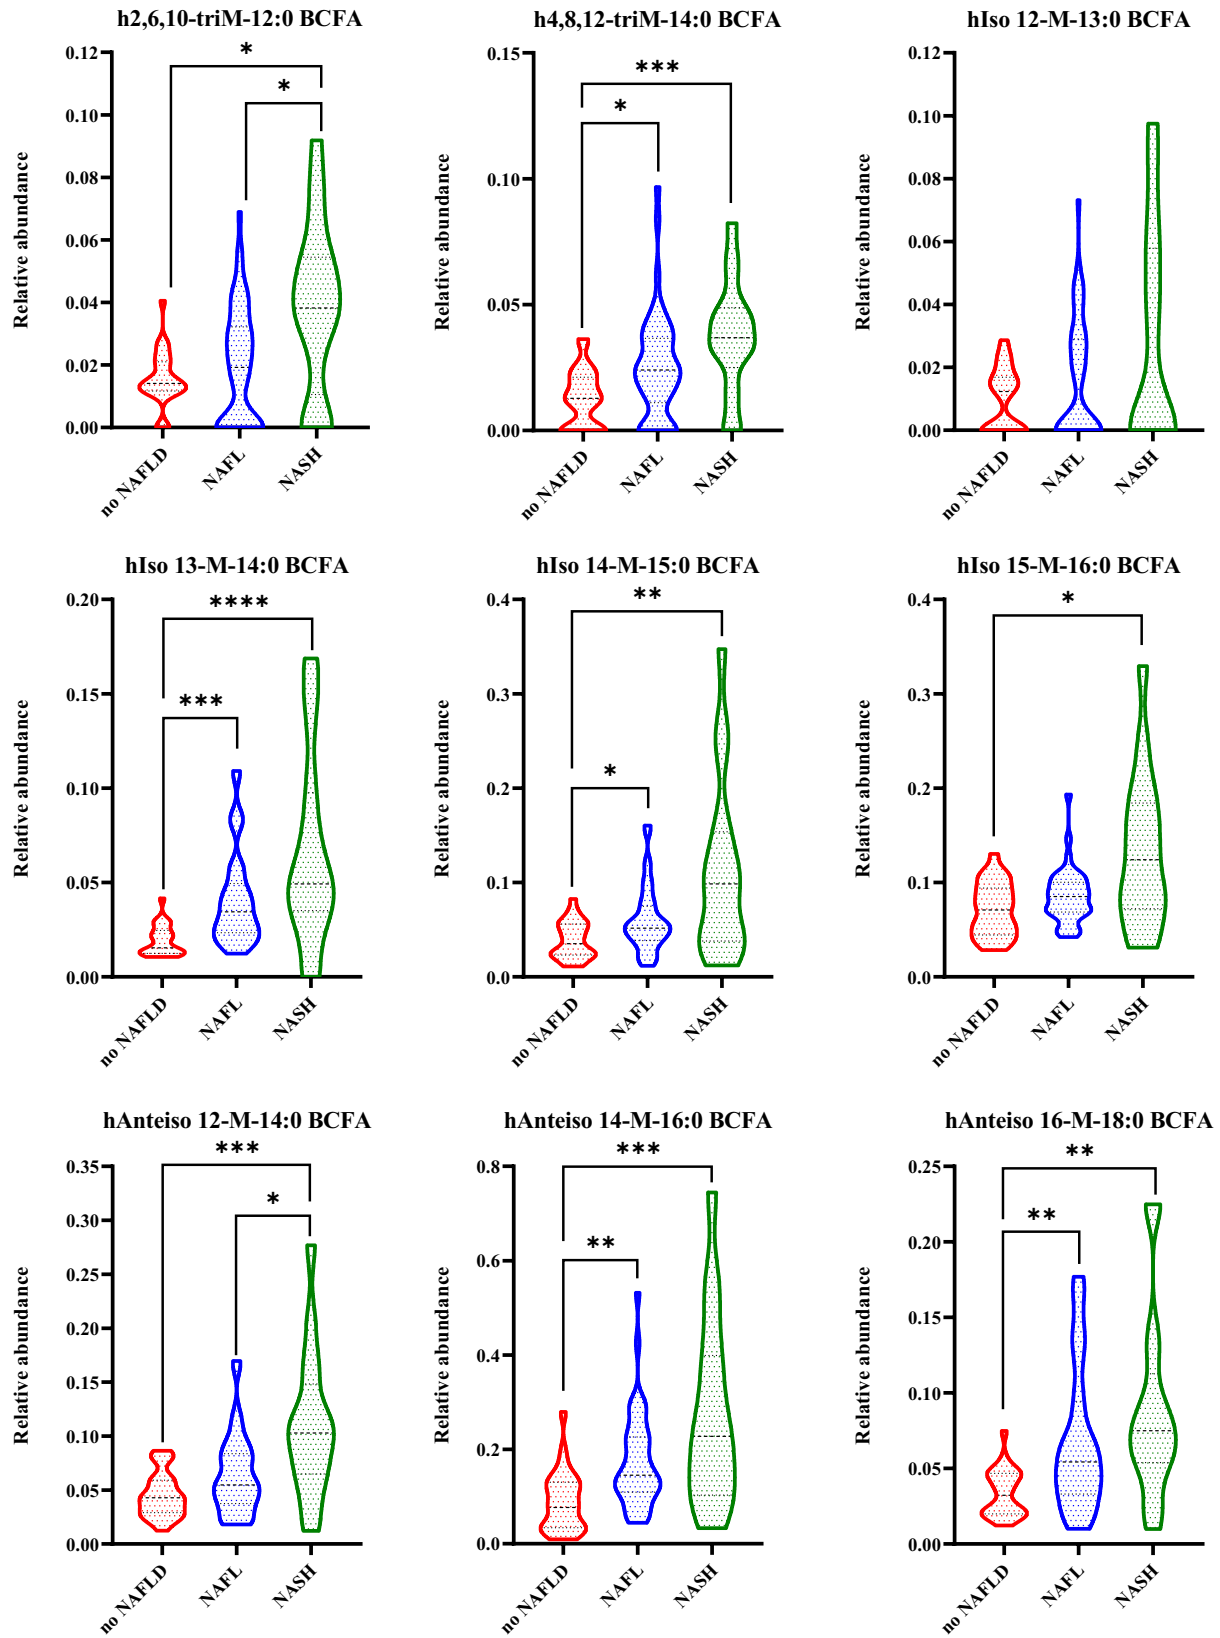 h2,6,10-triM-12:0 BCFA
*
*
Relative abundance
0.12
0.10
0.08
0.06
0.04
0.02
0.00
no NAFLD
NAFL
NASH
h4,8,12-triM-14:0 BCFA
***
*
Relative abundance
0.15
0.10
0.05
0.00
no NAFLD
NAFL
NASH
hIso 12-M-13:0 BCFA
Relative abundance
0.12
0.10
0.08
0.06
0.04
0.02
0.00
no NAFLD
NAFL
NASH
hIso 13-M-14:0 BCFA
****
***
Relative abundance
0.20
0.15
0.10
0.05
0.00
no NAFLD
NAFL
NASH
hIso 14-M-15:0 BCFA
**
*
Relative abundance
0.4
0.3
0.2
0.1
0.0
no NAFLD
NAFL
NASH
hIso 15-M-16:0 BCFA
*
Relative abundance
0.4
0.3
0.2
0.1
0.0
no NAFLD
NAFL
NASH
hAnteiso 12-M-14:0 BCFA
***
*
Relative abundance
0.35
0.30
0.25
0.20
0.15
0.10
0.05
0.00
no NAFLD
NAFL
NASH
hAnteiso 14-M-16:0 BCFA
***
**
Relative abundance
0.8
0.6
0.4
0.2
0.0
no NAFLD
NAFL
NASH
hAnteiso 16-M-18:0 BCFA
**
**
Relative abundance
0.25
0.20
0.15
0.10
0.05
0.00
no NAFLD
NAFL
NASH